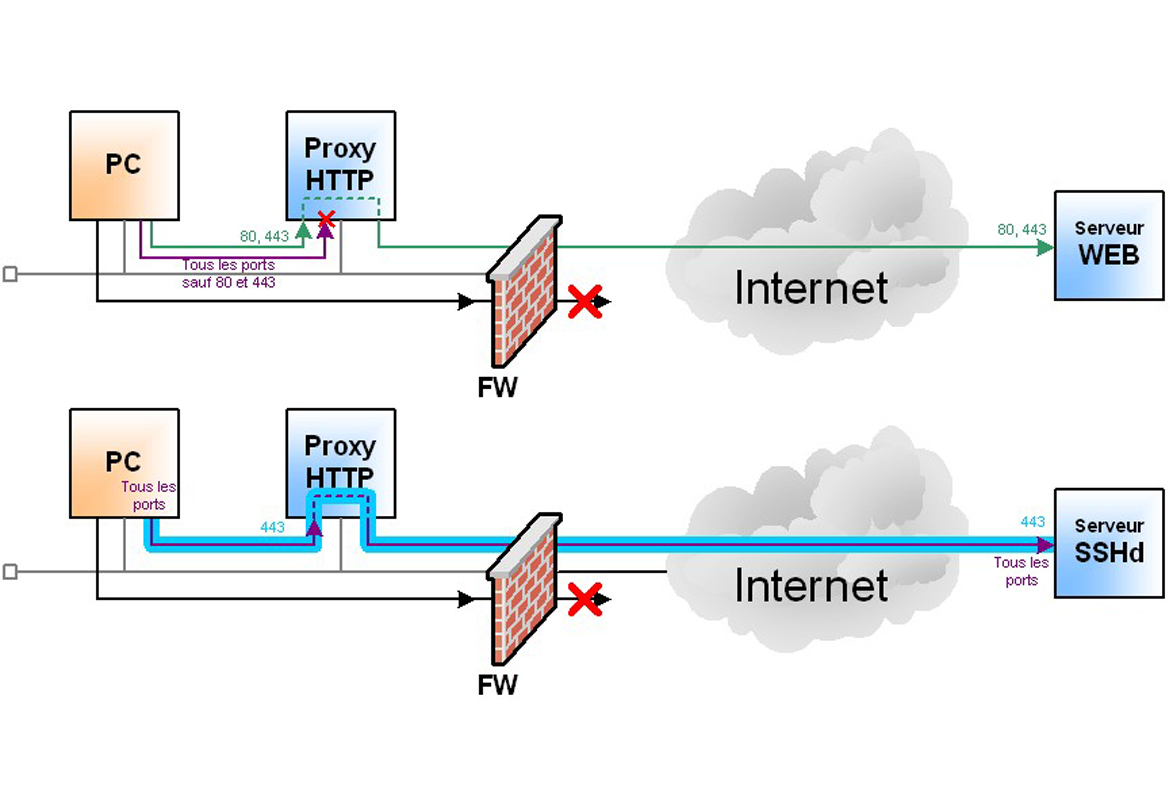 PC
Proxy
HTTP
80, 443
Tous les ports
sauf 80 et 443
FW
Internet
80, 443
Serveur
WEB
PC
Tous les
ports
Proxy
HTTP
443
FW
Internet
443
Tous les
ports
Serveur
SSHd